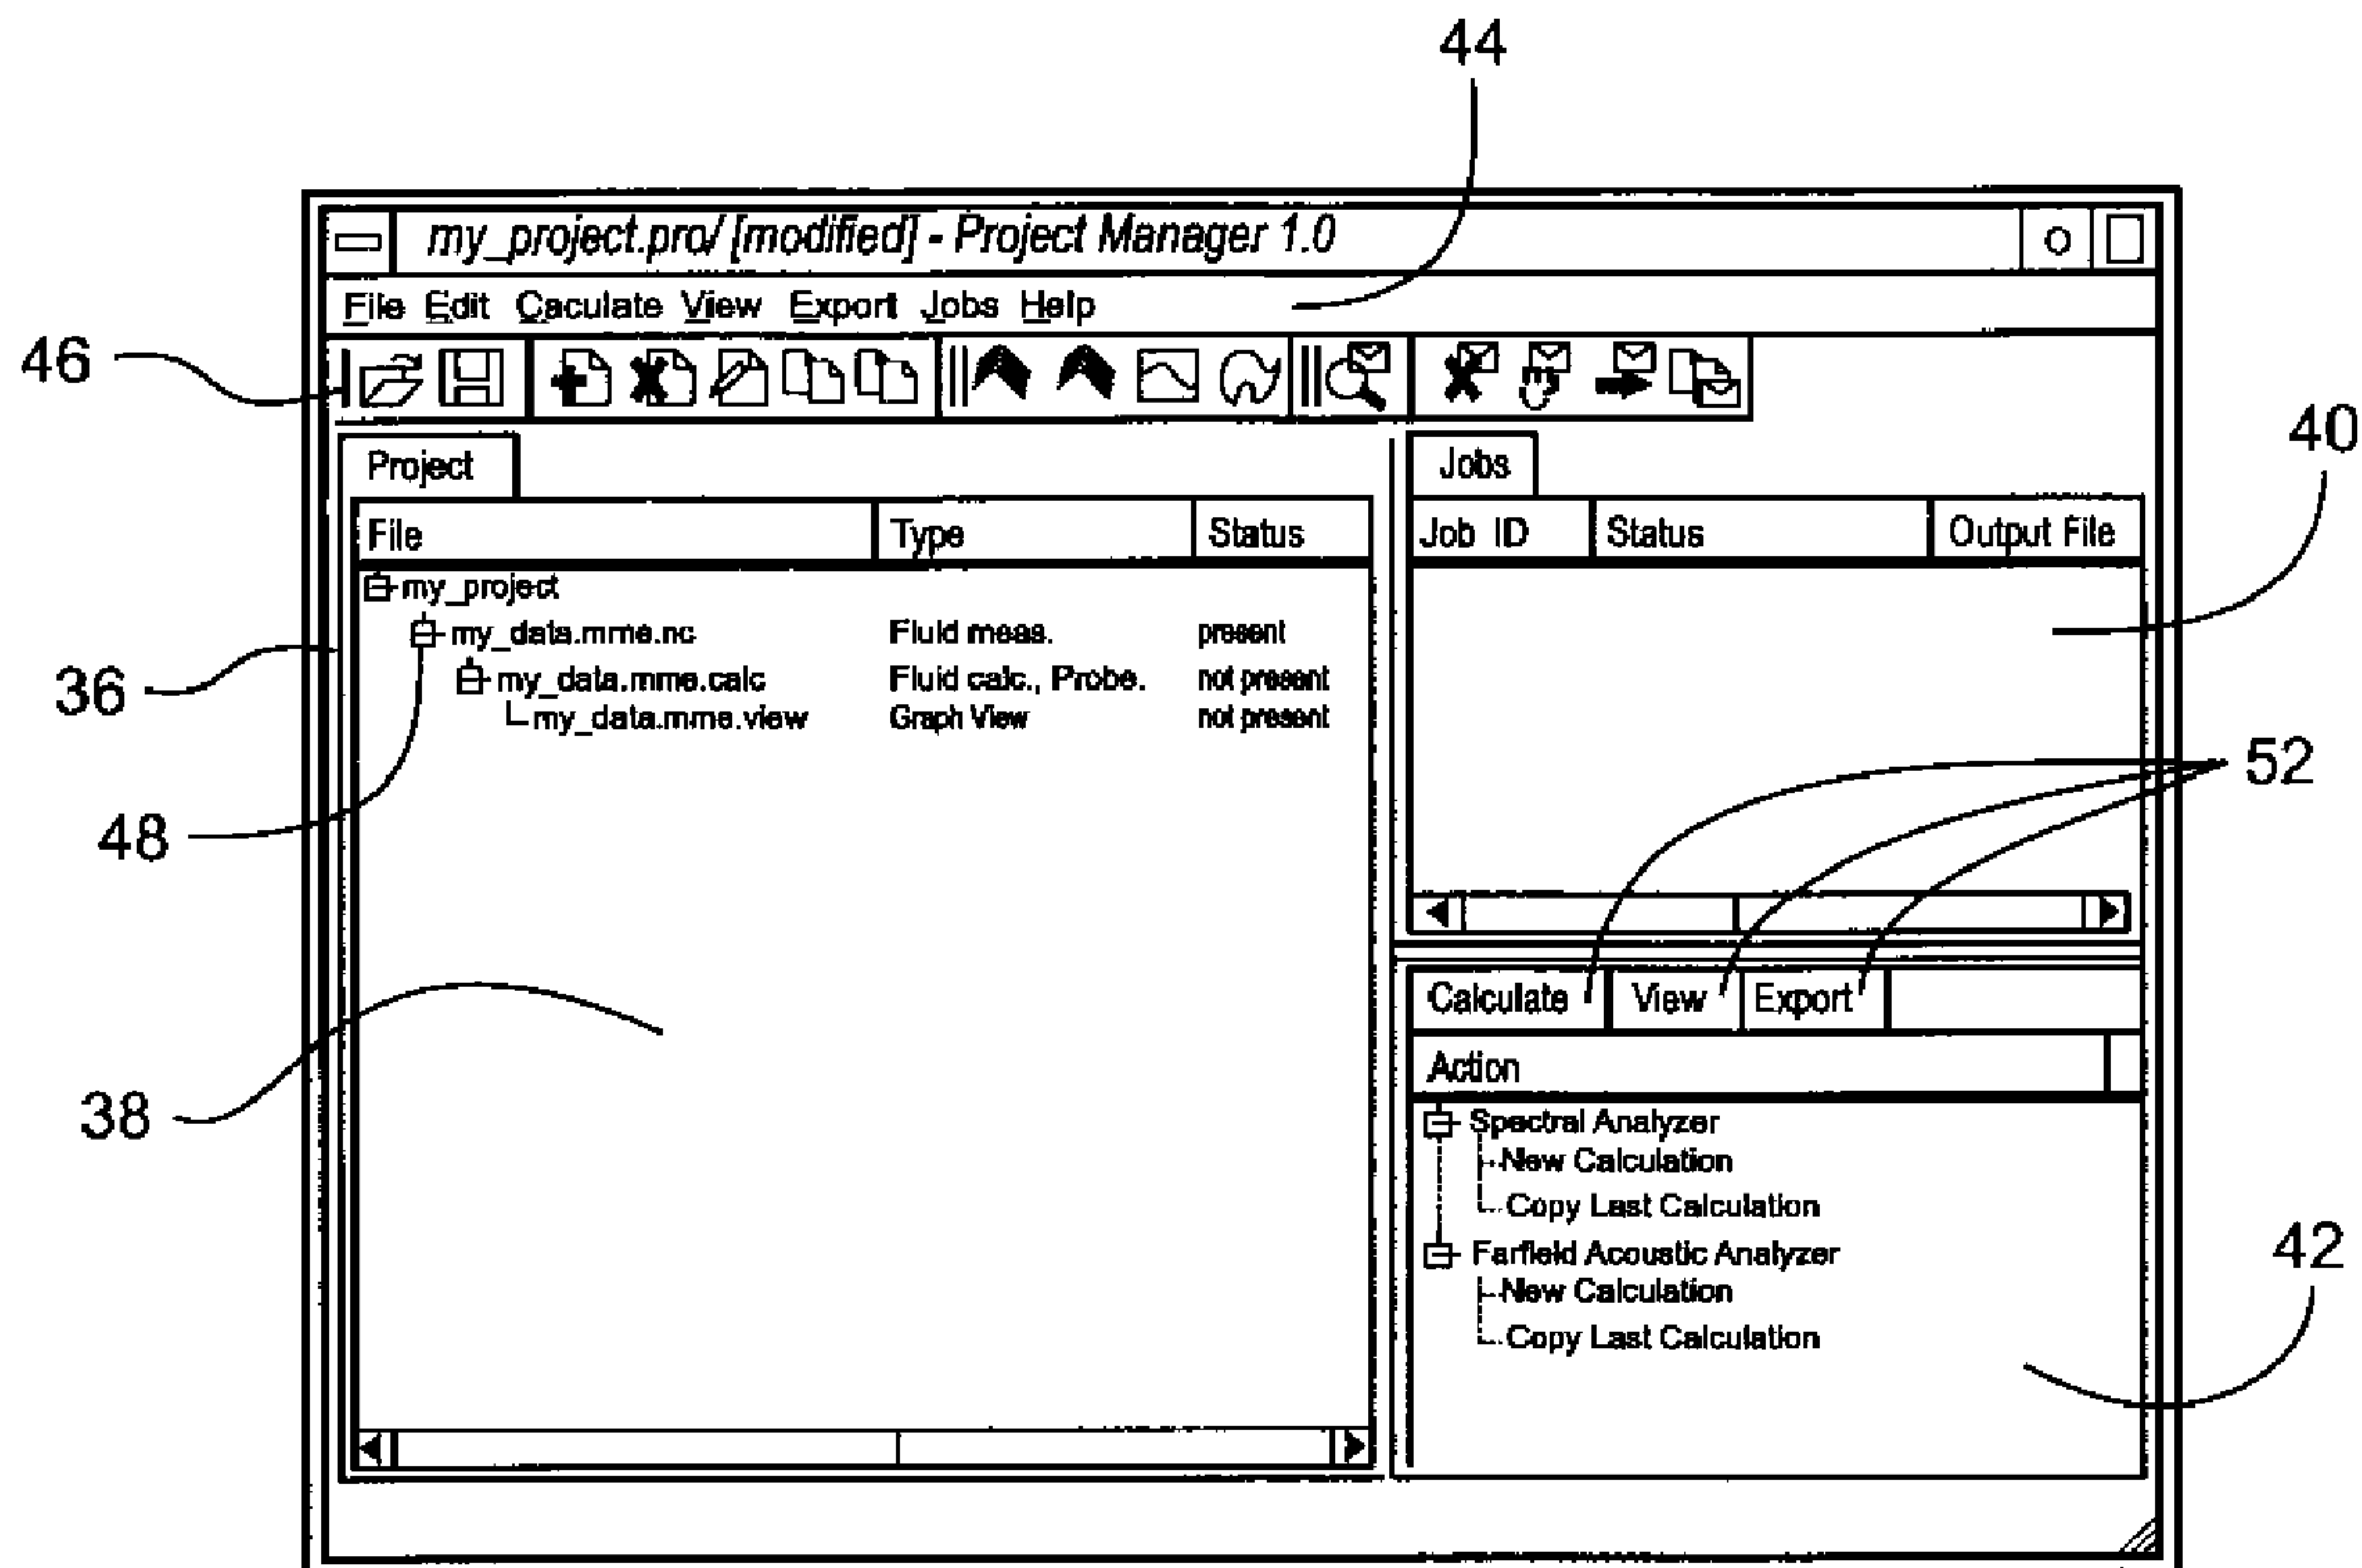 44
my_project.pro/ [modified] - Project Manager 1.0
File Edit Caculate View Export Jobs Help
46
40
Project
Jobs
File Type Status
Job ID Status Output File
my_project
my_data.mme.nc Fluid meas. present
36
my_data.mme.calc Fluid calc., Probe. not present
my_data.mme.view Graph View not present
52
48
Calculate View Export
Action
38
Spectral Analyzer
New Calculation
Copy Last Calculation
42
Farfield Acoustic Analyzer
New Calculation
Copy Last Calculation